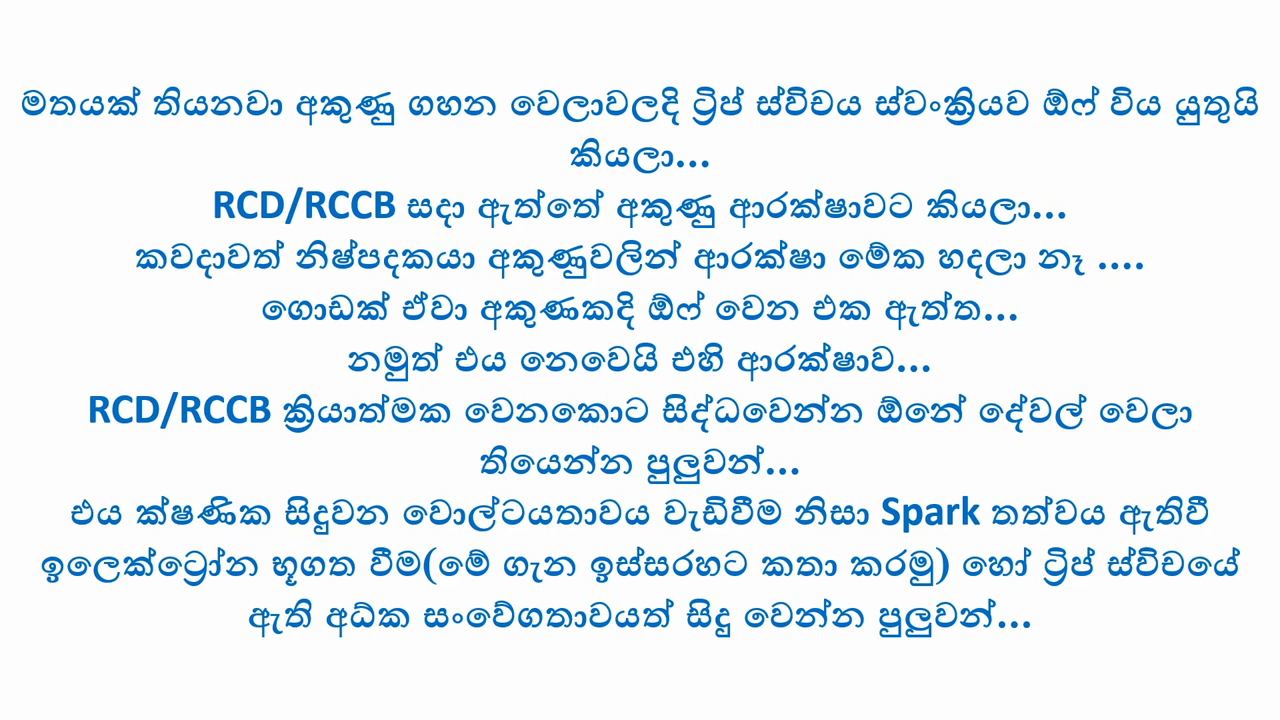 මතයක් තියනවා අකුණු ගහන වෙලාවලදි ට්‍රිප් ස්විචය ස්වංක්‍රියව ඕෆ් විය යුතුයි
කියලා...
RCD/RCCB සදා ඇත්තේ අකුණු ආරක්ෂාවට කියලා...
කවදාවත් නිෂ්පදකයා අකුණුවලින් ආරක්ෂා මේක හදලා නෑ ....
ගොඩක් ඒවා අකුණකදි ඕෆ් වෙන එක ඇත්ත...
නමුත් එය නෙවෙයි එහි ආරක්ෂාව...
RCD/RCCB ක්‍රියාත්මක වෙනකොට සිද්ධවෙන්න ඕනේ දේවල් වෙලා
තියෙන්න පුලුවන්...
එය ක්ෂණික සිදුවන වොල්ටයතාවය වැඩිවීම නිසා Spark තත්වය ඇතිවී
ඉලෙක්ට්‍රෝන භූගත වීම(මේ ගැන ඉස්සරහට කතා කරමු) හෝ ට්‍රිප් ස්විචයේ
ඇති අධ්ක සංවේගතාවයත් සිදු වෙන්න පුලුවන්...